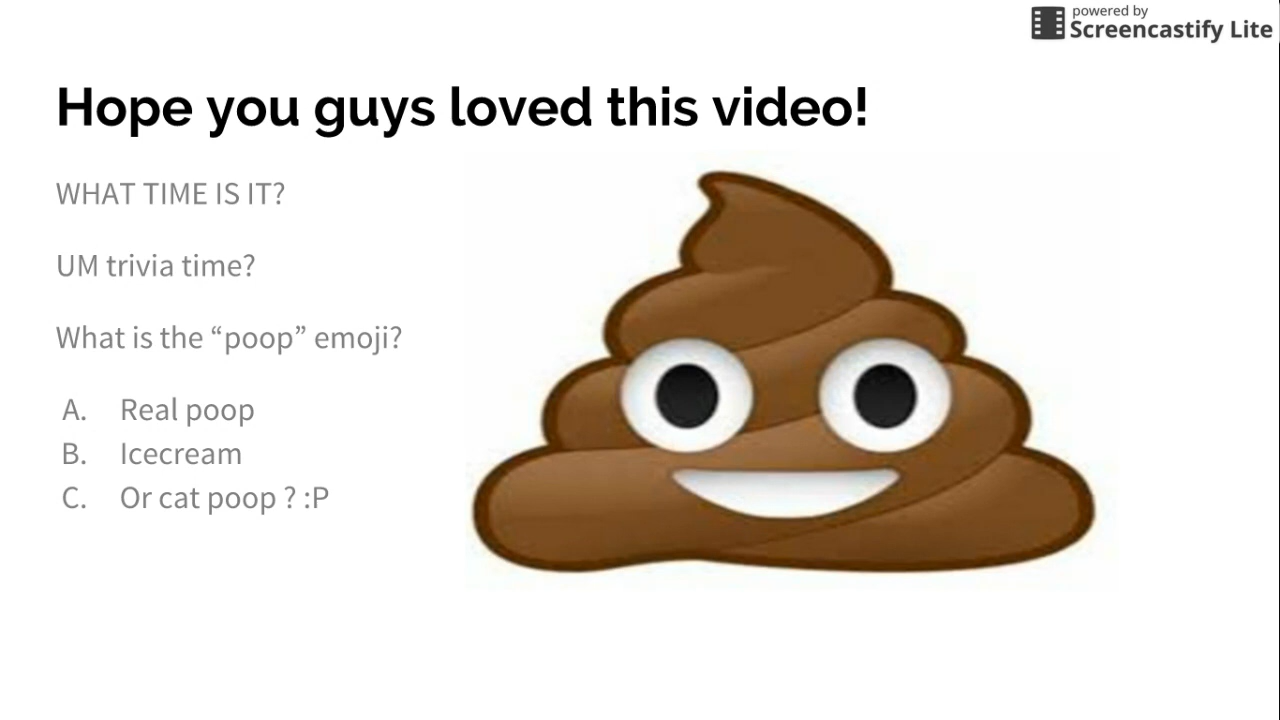 powered by
Screencastify Lite
Hope you guys loved this video!
WHAT TIME IS IT?
UM trivia time?
What is the “poop” emoji?
A. Real poop
B. Icecream
C. Or cat poop ? :P